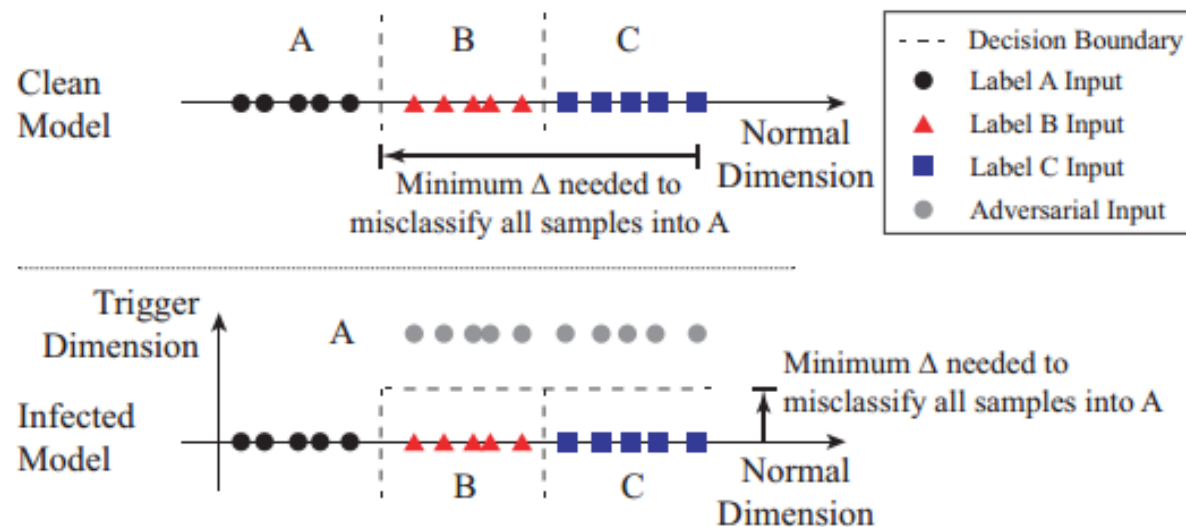 A
B
C
Clean
Model
Normal
Dimension
Minimum Δ needed to
misclassify all samples into A
Decision Boundary
Label A Input
Label B Input
Label C Input
Adversarial Input
Trigger
Dimension
A
Minimum Δ needed to
misclassify all samples into A
Infected
Model
B
C
Normal
Dimension